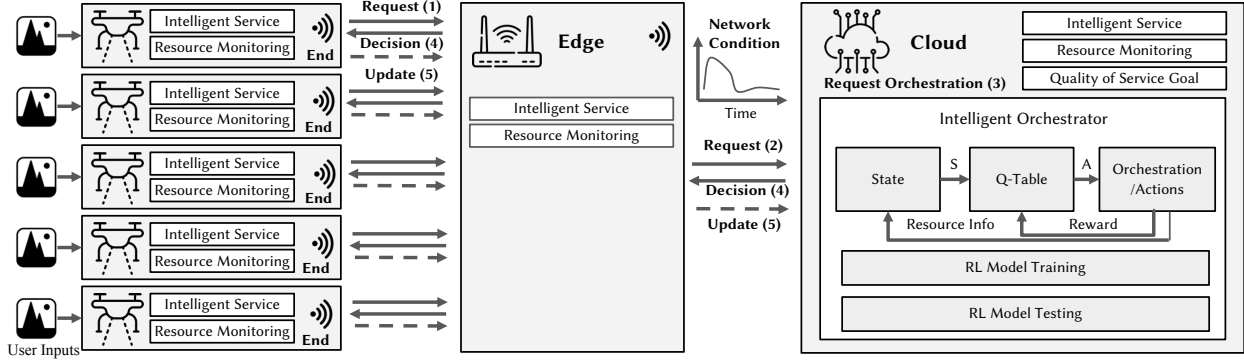 Intelligent Service
Resource Monitoring
End
Intelligent Service
Resource Monitoring
End
Intelligent Service
Resource Monitoring
End
Intelligent Service
Resource Monitoring
End
Intelligent Service
Resource Monitoring
End
User Inputs
Request (1)
Decision (4)
Update (5)
Edge
Intelligent Service
Resource Monitoring
Network
Condition
Time
Request (2)
Decision (4)
Update (5)
Cloud
Request Orchestration (3)
Intelligent Service
Resource Monitoring
Quality of Service Goal
Intelligent Orchestrator
State
S
Q-Table
A
Orchestration
/Actions
Resource Info
Reward
RL Model Training
RL Model Testing